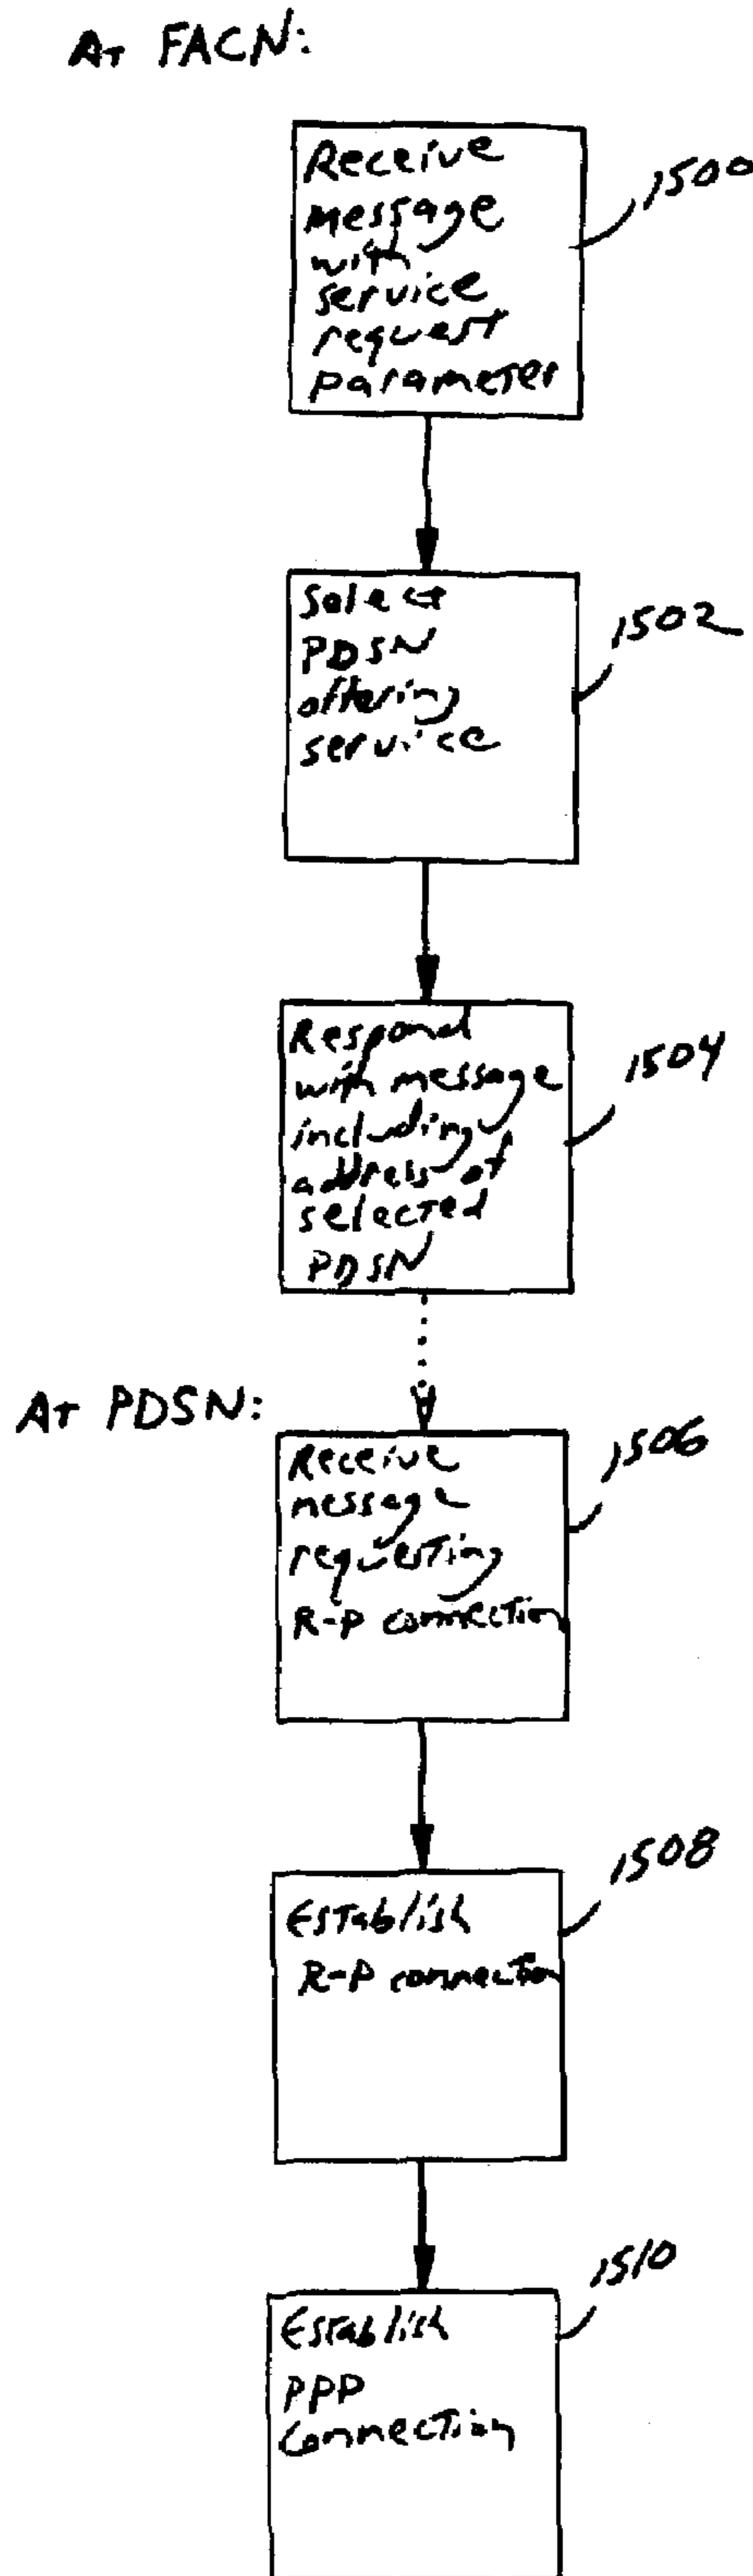 At FACN:
Receive
message
with
service
request
parameter
1500
Select
PDSN
offering
service
1502
Respond
with message
including
address of
selected
PDSN
1504
At PDSN:
Receive
message
requesting
R-P connection
1506
Establish
R-P connection
1508
Establish
PPP
Connection
1510